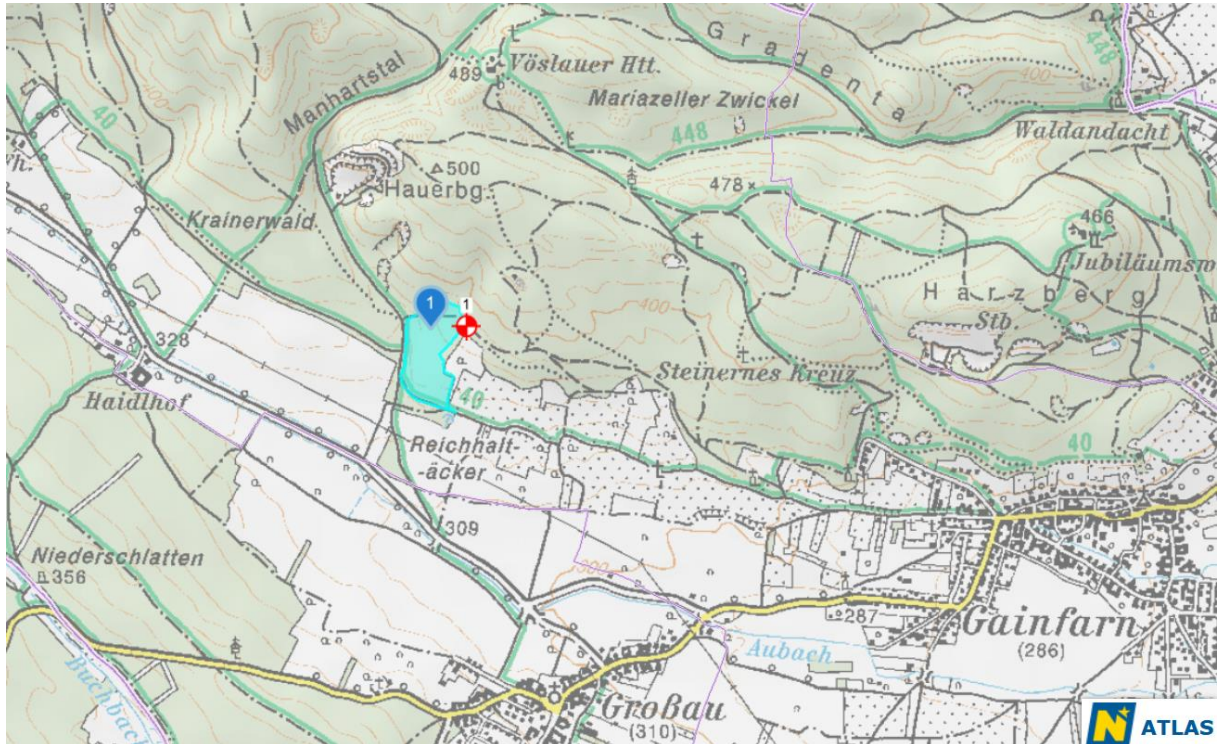 Gradental
448
489
Vöslauer Htt.
Manhartstal
Mariazeller Zwickel
40
448
Waldandacht
h.
500
Hauerbg
478
466
Krainerwald
Jubiläumsw
1
1
Harzberg
Stb
328
Steinernes Kreuz
Haidlhof
40
Reichhalt-
äcker
40
309
Niederschlatten
356
300
287
Gainfarn
(286)
Aubach
Buchbach
Großau
(310)
N ATLAS